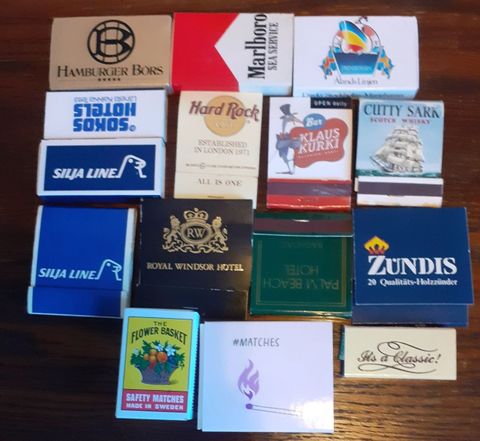 HAMBURGER BÖRS
Marlboro
SEA SERVICE
Ålands Linjen
SOKOS
HOTELS
SILJA LINE
Hard Rock
CAFE
ESTABLISHED
IN LONDON 1971
ALL IS ONE
OPEN daily
Bar
KLAUS
KURKI
CUTTY SARK
SCOTCH WHISKY
SILJA LINE
RW
ROYAL WINDSOR HOTEL
PALM BEACH
HOTEL
ZÜNDIS
20 Qualitäts-Holzzünder
THE
FLOWER BASKET
SAFETY MATCHES
MADE IN SWEDEN
#MATCHES
It's a Classic!